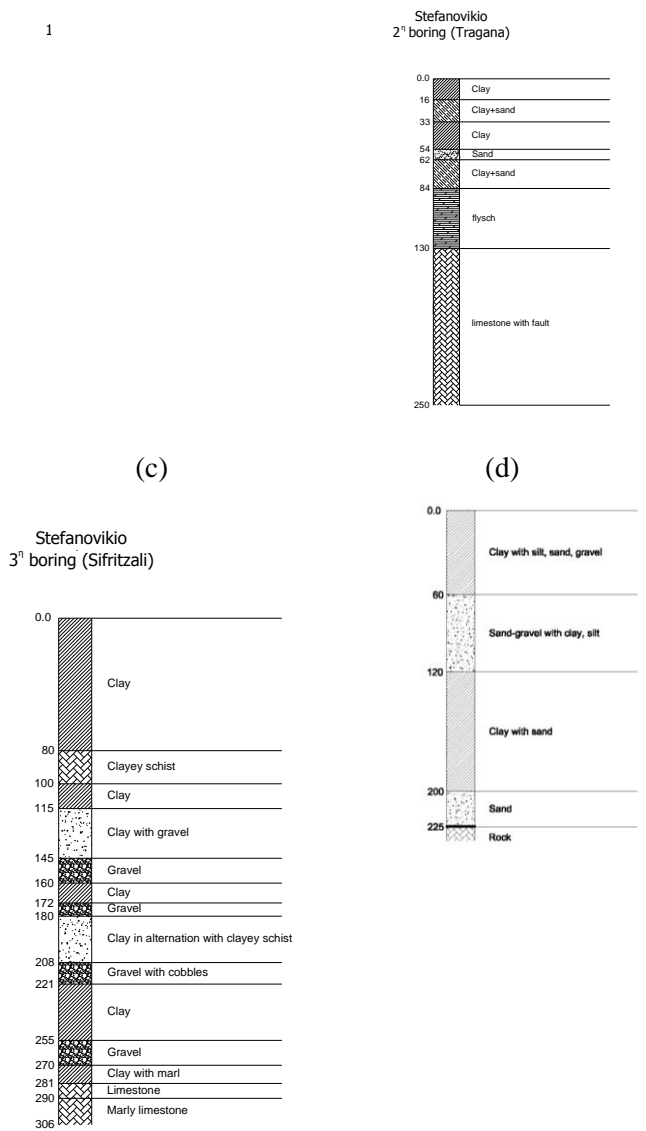 1
Stefanovikio
2η boring (Tragana)
0.0
Clay
16
Clay+sand
33
Clay
54
Sand
62
Clay+sand
84
flysch
130
limestone with fault
250
(c)
(d)
Stefanovikio
3η boring (Sifritzali)
0.0
Clay
80
Clayey schist
100
Clay
115
Clay with gravel
145
Gravel
160
Clay
172
Gravel
180
Clay in alternation with clayey schist
208
Gravel with cobbles
221
Clay
255
Gravel
270
Clay with marl
281
Limestone
290
Marly limestone
306
0.0
Clay with silt, sand, gravel
60
Sand-gravel with clay, silt
120
Clay with sand
200
Sand
225
Rock